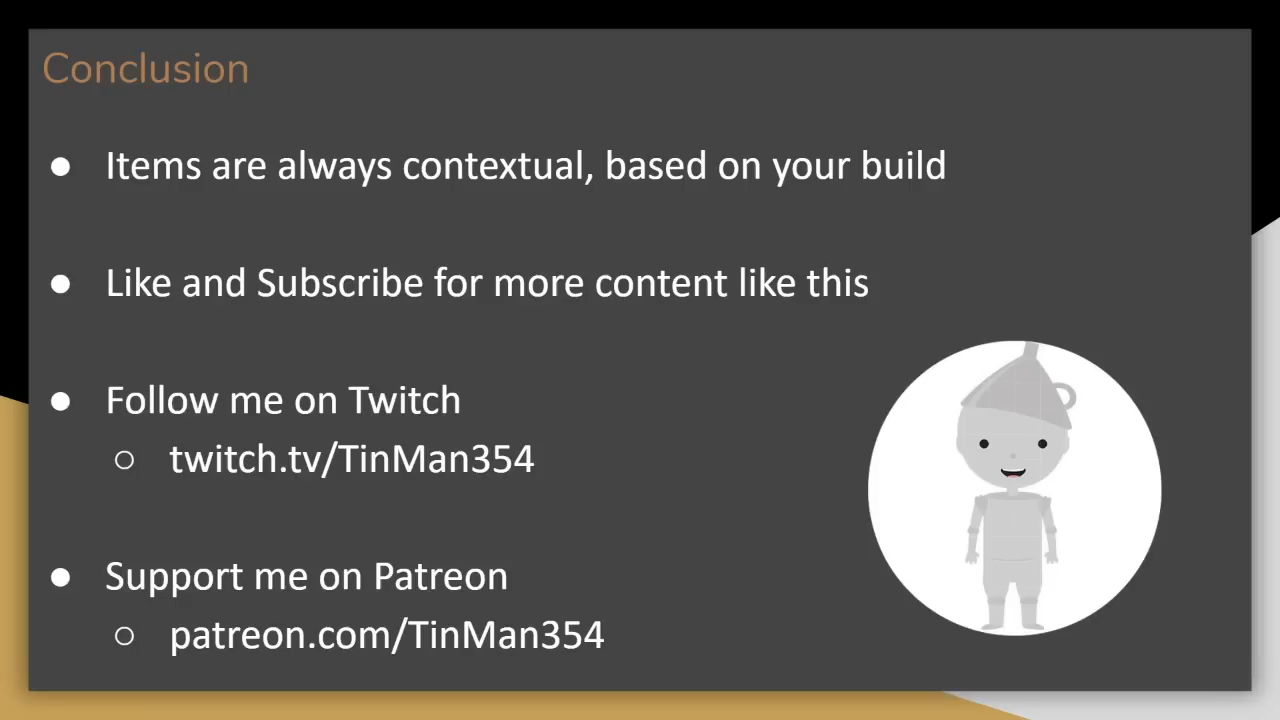 Conclusion
● Items are always contextual, based on your build
● Like and Subscribe for more content like this
● Follow me on Twitch
○ twitch.tv/TinMan354
● Support me on Patreon
○ patreon.com/TinMan354